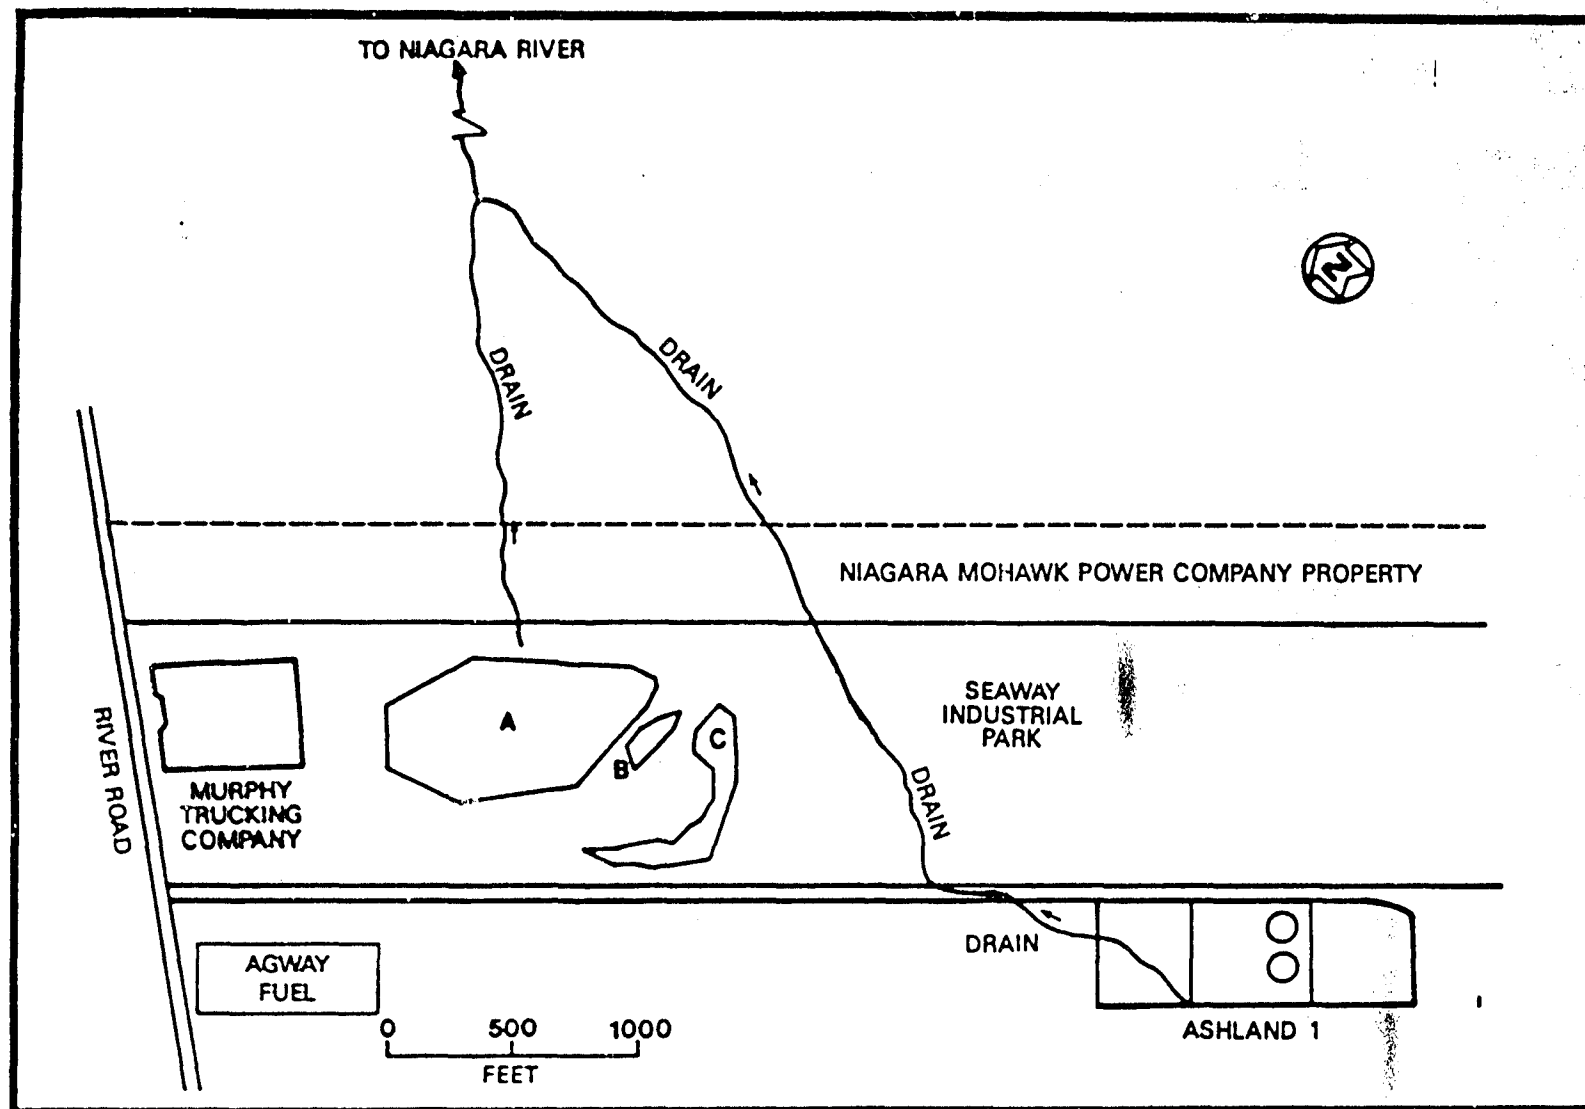 TO NIAGARA RIVER
N
DRAIN
DRAIN
NIAGARA MOHAWK POWER COMPANY PROPERTY
SEAWAY
INDUSTRIAL
PARK
A
B
C
RIVER ROAD
MURPHY
TRUCKING
COMPANY
DRAIN
DRAIN
AGWAY
FUEL
0 500 1000
FEET
ASHLAND 1